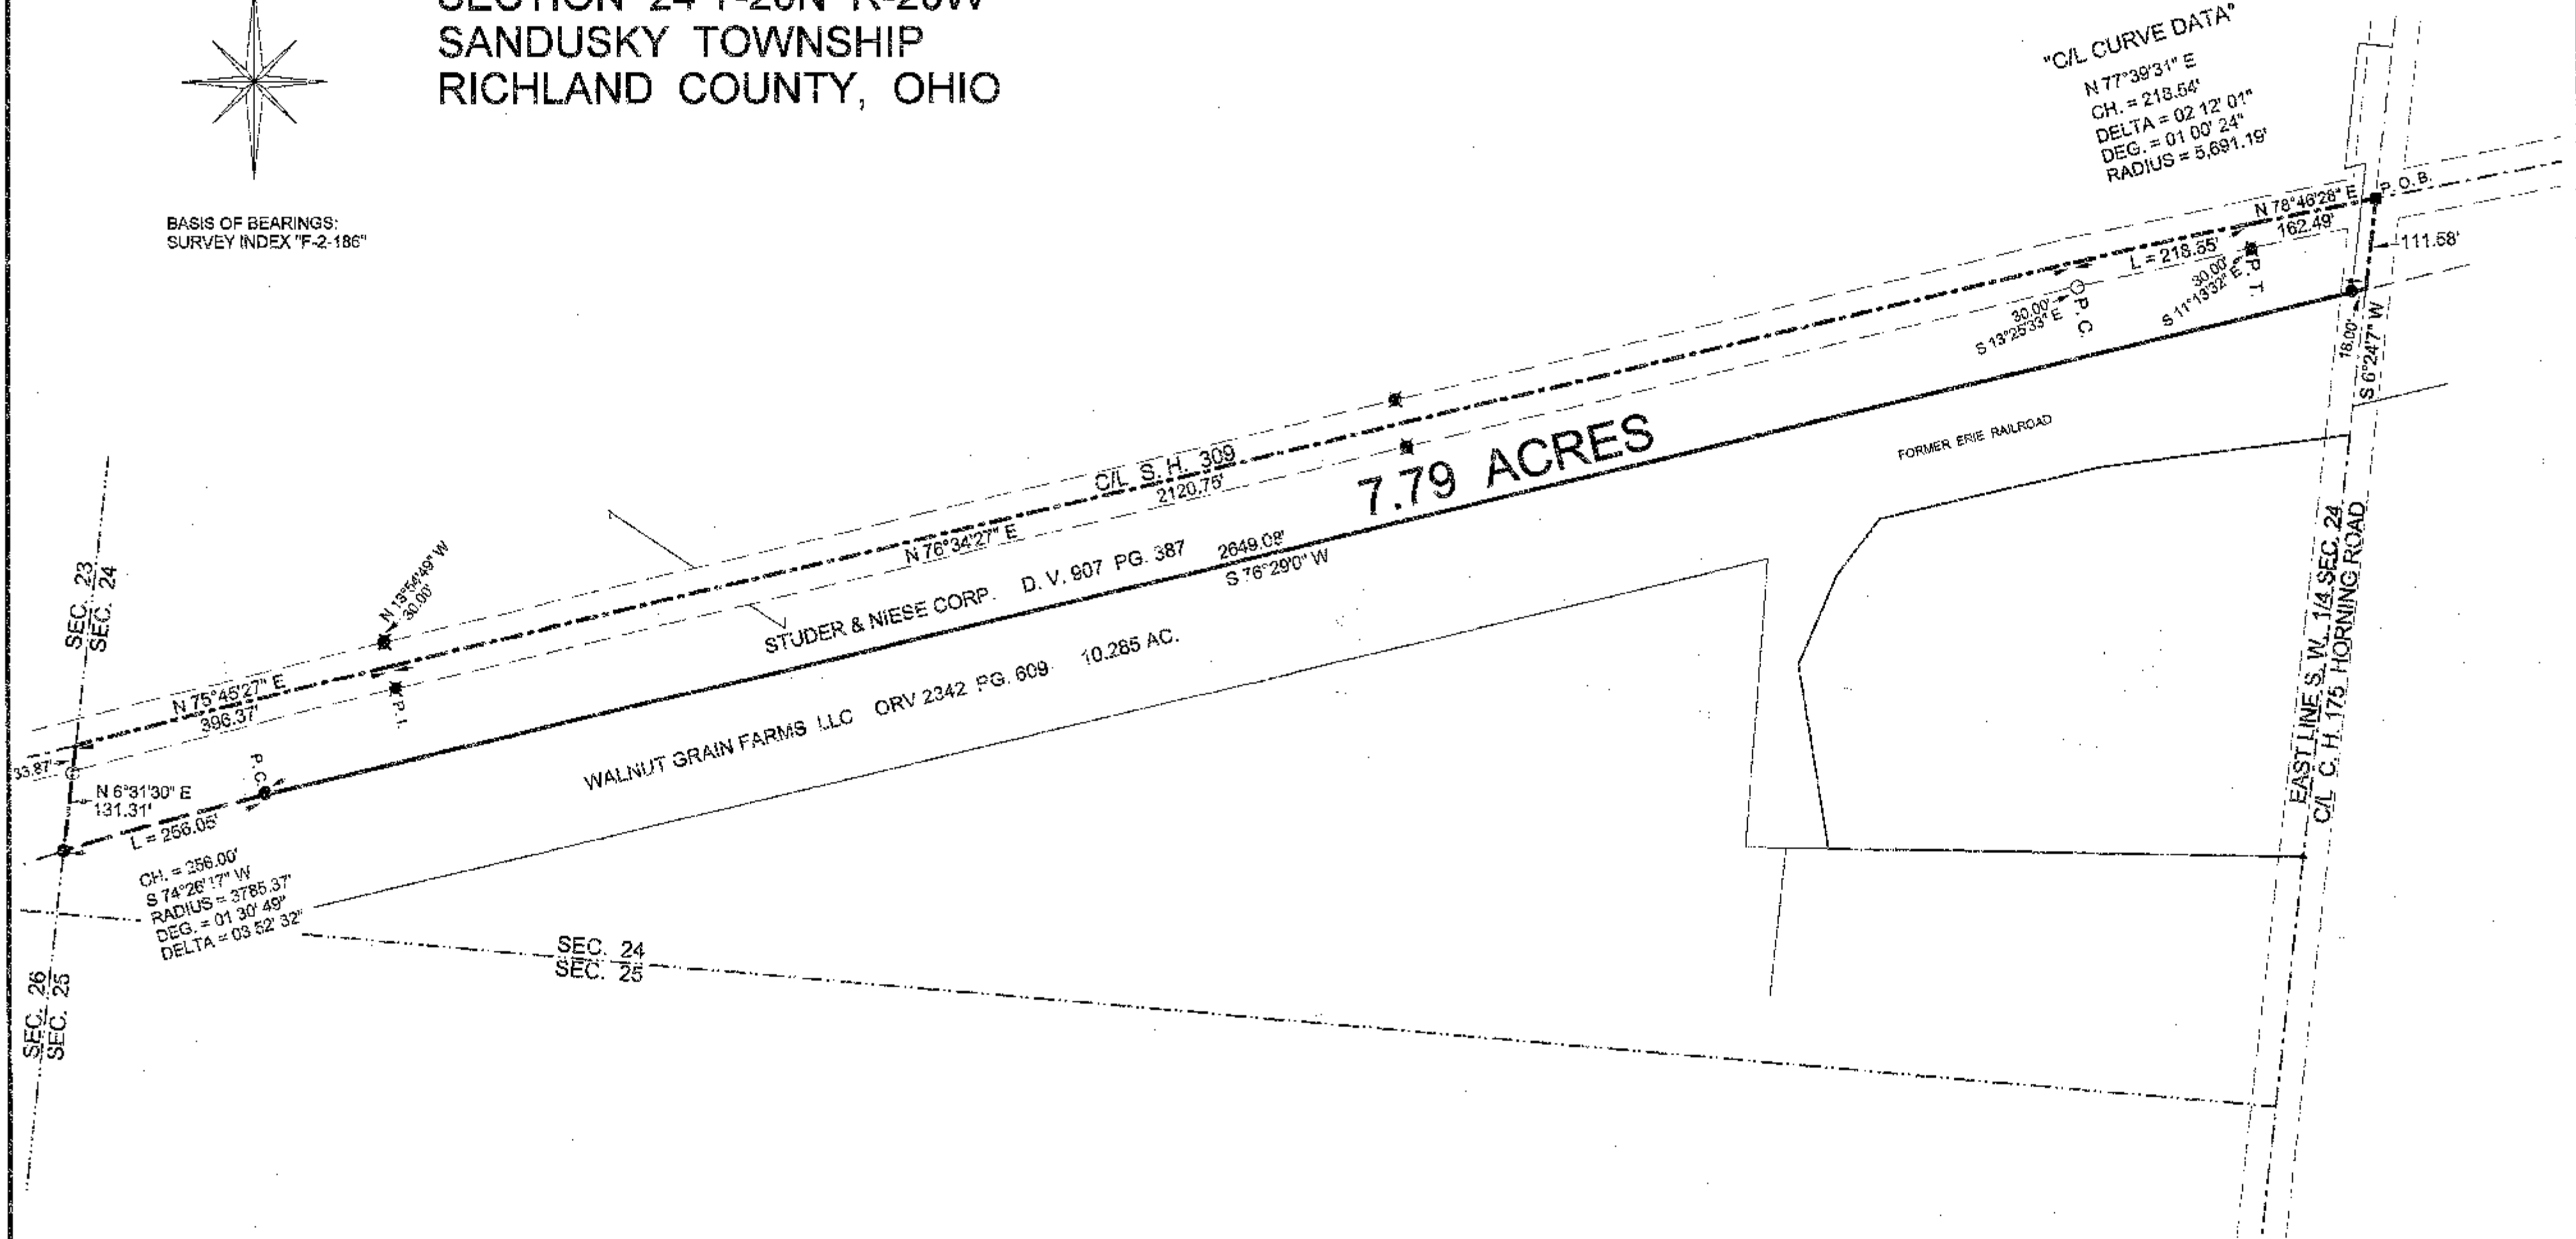 SECTION 24 T-20N R-20W
SANDUSKY TOWNSHIP
RICHLAND COUNTY, OHIO
BASIS OF BEARINGS:
SURVEY INDEX "F-2-186"
"C/L CURVE DATA"
N 77°39'31" E
CH. = 218.54'
DELTA = 02 12' 01"
DEG. = 01 00' 24"
RADIUS = 5,691.19'
P. O. B.
N 78°46'28" E
162.49'
111.58'
L = 218.55'
30.00'
S 11°13'32" E
P. T.
30.00'
S 13°25'33" E
P. C.
18.00'
S 6°24'7" W
FORMER ERIE RAILROAD
7.79 ACRES
C/L S. H. 309
2120.75'
N 76°34'27" E
STUDER & NIESE CORP. D. V. 907 PG. 387
2649.08'
S 76°29'0" W
WALNUT GRAIN FARMS LLC ORV 2342 PG. 609 10.285 AC.
SEC. 23
SEC. 24
N 13°54'49" W
30.00'
P. I.
N 75°45'27" E
396.37'
P. C.
33.87'
N 6°31'30" E
131.31'
L = 256.05'
CH. = 256.00'
S 74°26'17" W
RADIUS = 3785.37'
DEG. = 01 30' 49"
DELTA = 03 52' 32"
SEC. 24
SEC. 25
SEC. 26
SEC. 25
EAST LINE S. W. 1/4 SEC. 24
C/L C. H. 175 HORNING ROAD